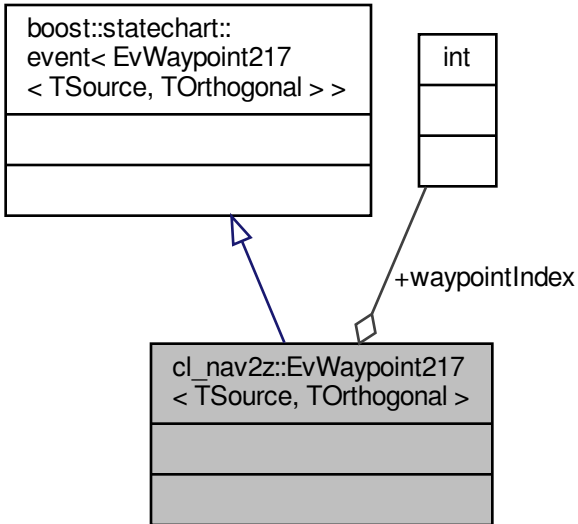 boost::statechart::
event< EvWaypoint217
< TSource, TOrthogonal > >
int
+waypointIndex
cl_nav2z::EvWaypoint217
< TSource, TOrthogonal >